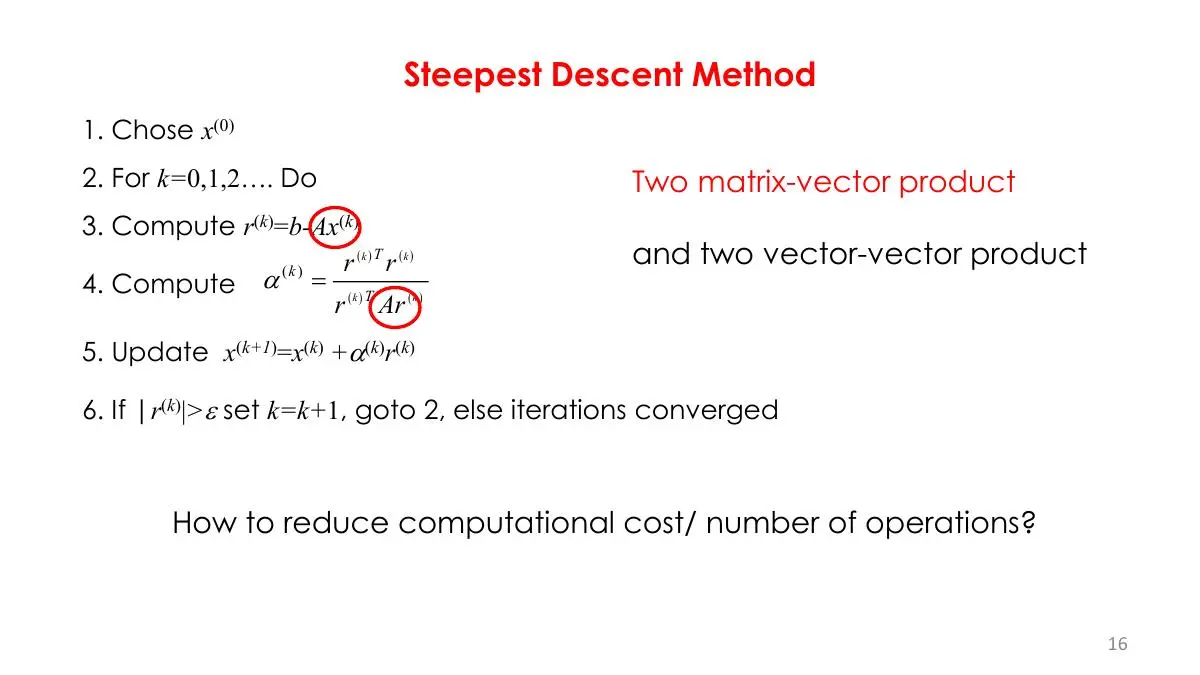 Steepest Descent Method
1. Chose x^(0)
2. For k=0,1,2…. Do
3. Compute r^(k)=b-Ax^(k)
4. Compute α^(k) = r^(k)T r^(k) / r^(k)T Ar^(k)
5. Update x^(k+1)=x^(k) +α^(k)r^(k)
6. If |r^(k)|>ε set k=k+1, goto 2, else iterations converged
Two matrix-vector product
and two vector-vector product
How to reduce computational cost/ number of operations?
16